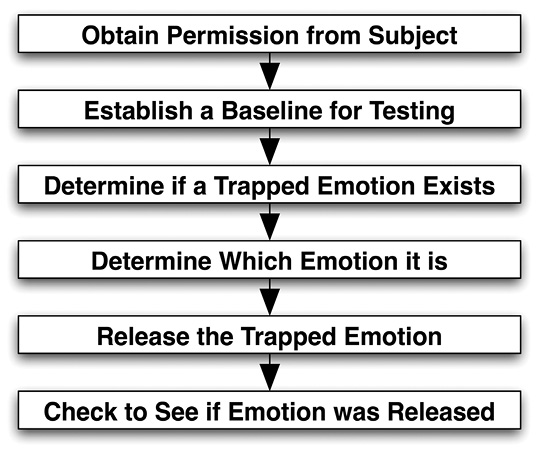 Obtain Permission from Subject
Establish a Baseline for Testing
Determine if a Trapped Emotion Exists
Determine Which Emotion it is
Release the Trapped Emotion
Check to See if Emotion was Released